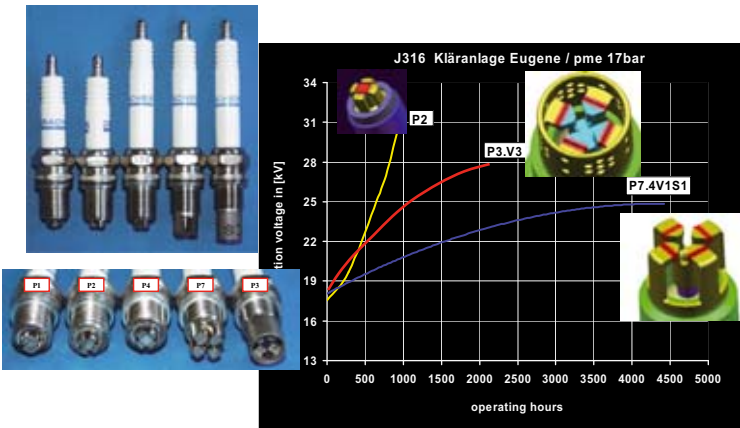 J316 Kläranlage Eugene / pme 17bar
34
31
28
25
22
19
16
13
tion voltage in [kV]
P2
P3.V3
P7.4V1S1
0 500 1000 1500 2000 2500 3000 3500 4000 4500 5000
operating hours
P1 P2 P4 P7 P3